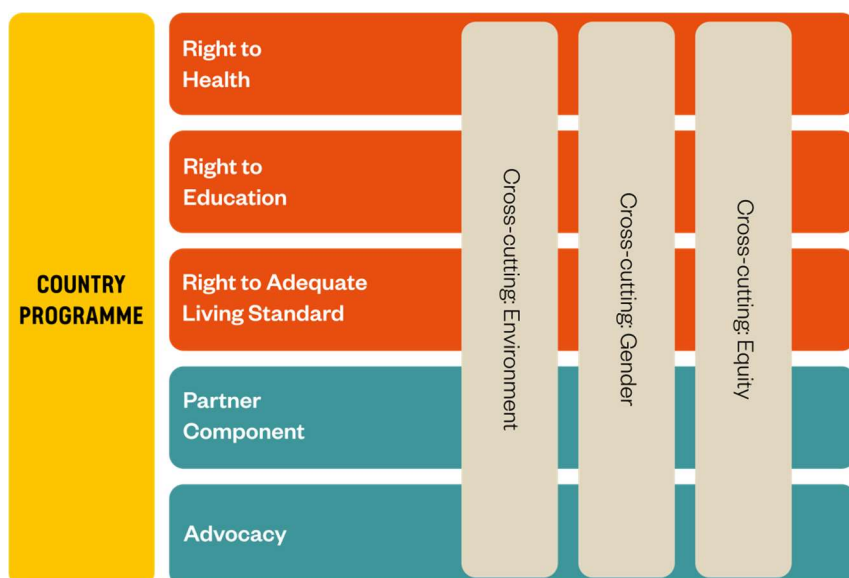 COUNTRY
PROGRAMME
Right to
Health
Right to
Education
Right to Adequate
Living Standard
Partner
Component
Advocacy
Cross-cutting: Environment
Cross-cutting: Gender
Cross-cutting: Equity